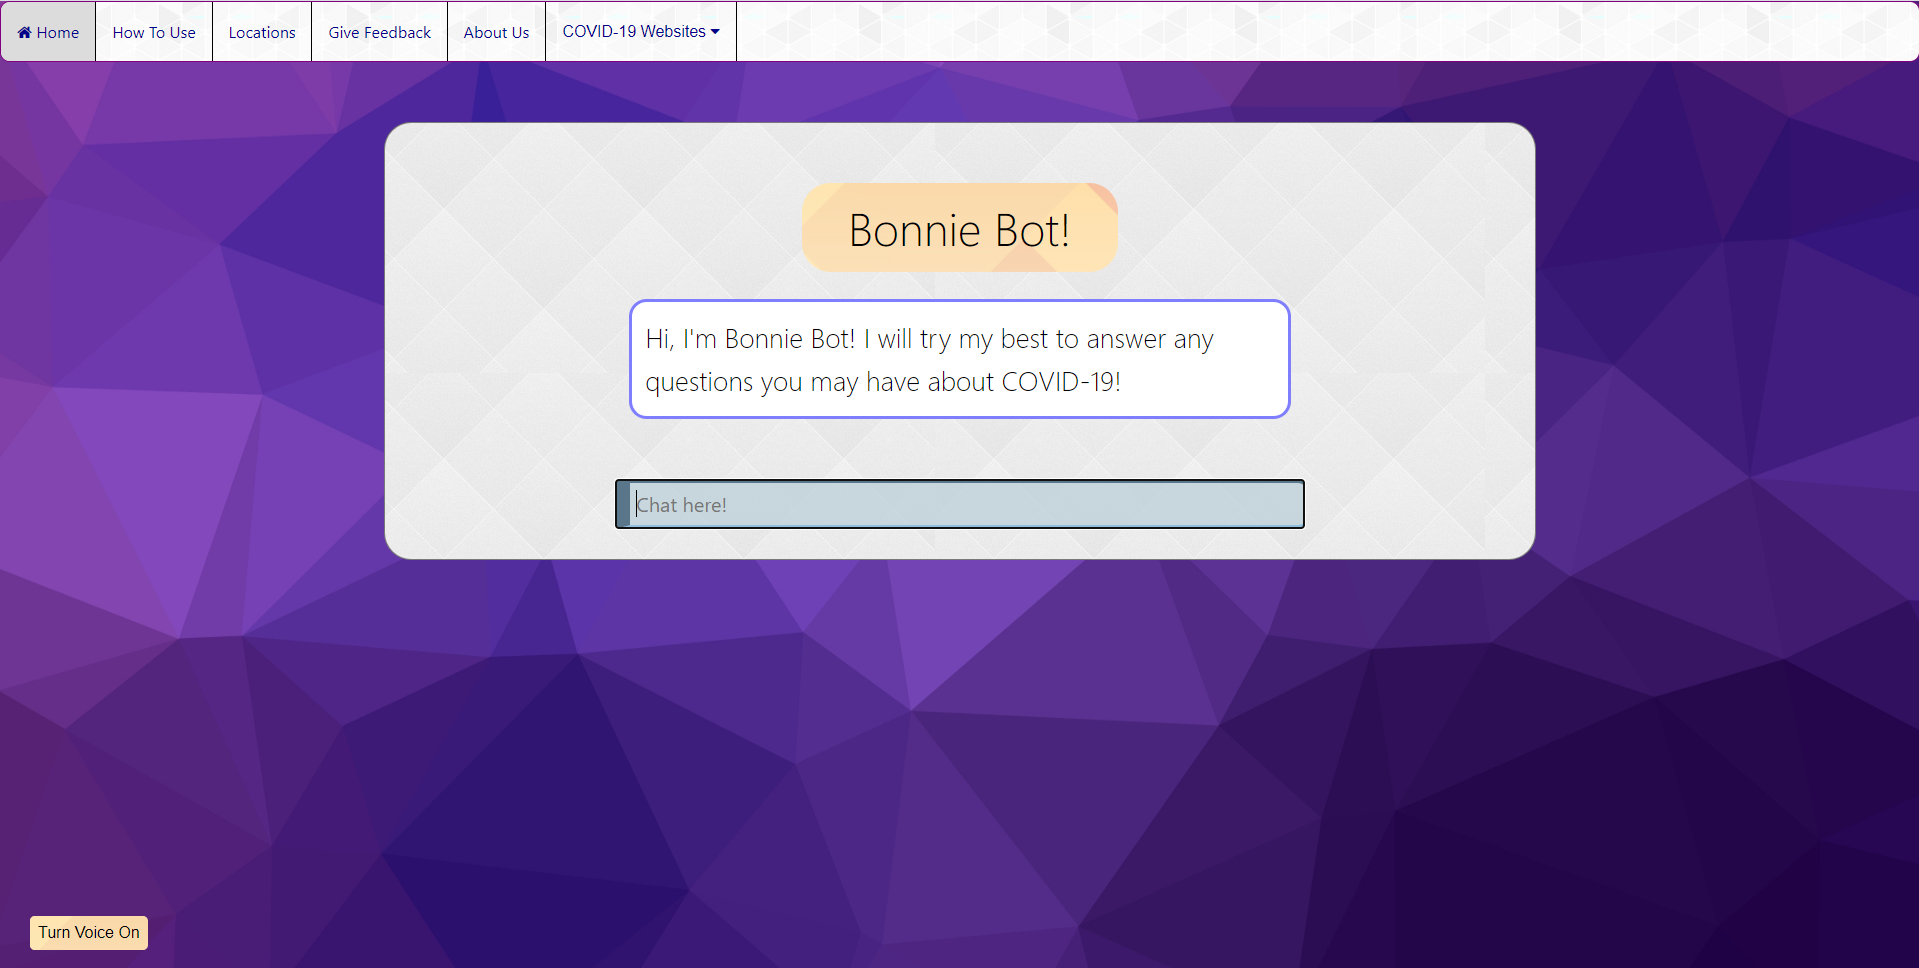 Home How To Use Locations Give Feedback About Us COVID-19 Websites
Bonnie Bot!
Hi, I'm Bonnie Bot! I will try my best to answer any
questions you may have about COVID-19!
Chat here!
Turn Voice On